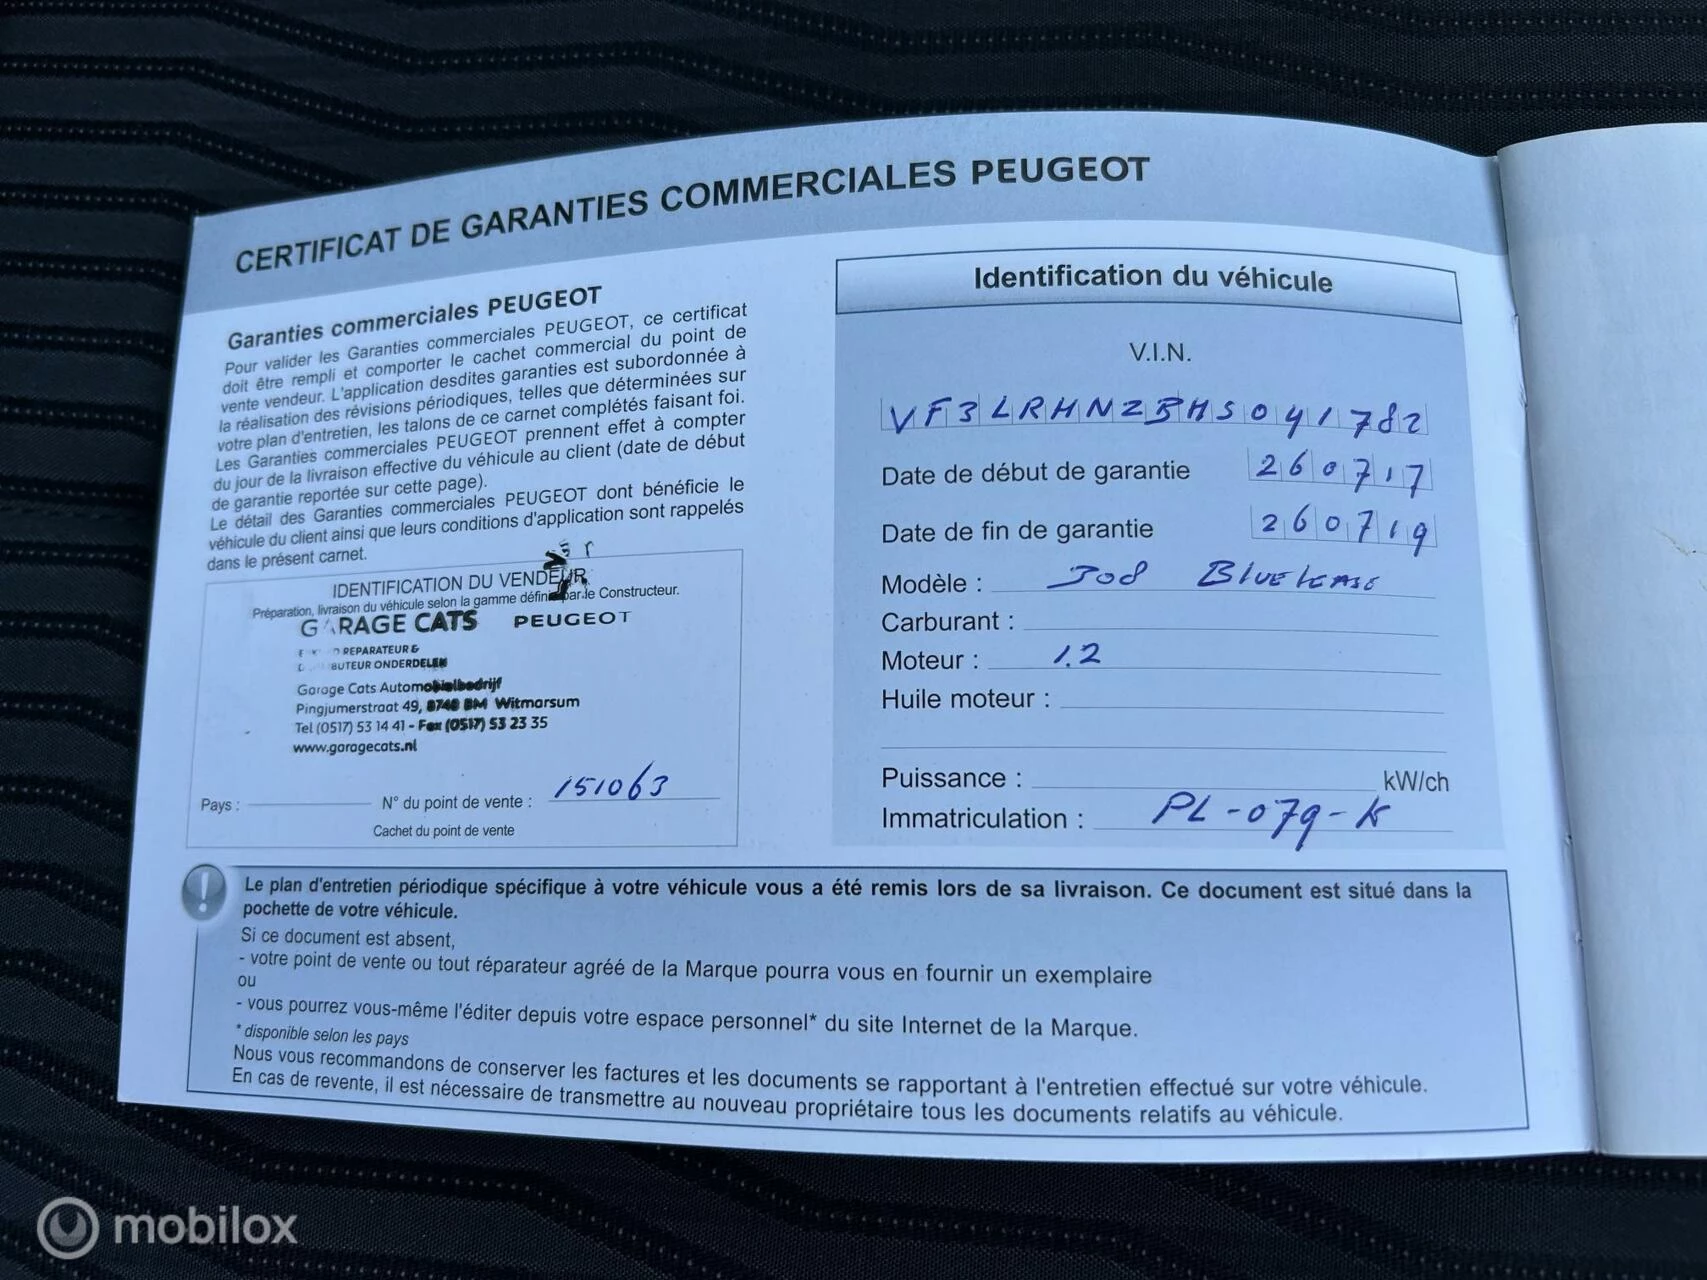 CERTIFICAT DE GARANTIES COMMERCIALES PEUGEOT
Garanties commerciales PEUGEOT
Pour valider les Garanties commerciales PEUGEOT, ce certificat
doit être rempli et comporter le cachet commercial du point de
vente vendeur. L'application desdites garanties est subordonnée à
la réalisation des révisions périodiques, telles que déterminées sur
votre plan d'entretien, les talons de ce carnet complétés faisant foi.
Les Garanties commerciales PEUGEOT prennent effet à compter
du jour de la livraison effective du véhicule au client (date de début
de garantie reportée sur cette page).
Le détail des Garanties commerciales PEUGEOT dont bénéficie le
véhicule du client ainsi que leurs conditions d'application sont rappelés
dans le présent carnet.
IDENTIFICATION DU VENDEUR
Préparation, livraison du véhicule selon la gamme définie par le Constructeur.
GARAGE CATS PEUGEOT
REPARATEUR &
BUTEUR ONDERDELEN
Garage Cats Automobielbedrijf
Pingjumerstraat 49, 8748 BM Witmarsum
Tel (0517) 53 14 41 - Fax (0517) 53 23 35
www.garagecats.nl
Pays : N° du point de vente : 151063
Cachet du point de vente
Identification du véhicule
V.I.N.
VF3LRHNZBHS041782
Date de début de garantie 260717
Date de fin de garantie 260719
Modèle : 308 Bluelease
Carburant :
Moteur : 1.2
Huile moteur :
Puissance : kW/ch
Immatriculation : PL-079-K
! Le plan d'entretien périodique spécifique à votre véhicule vous a été remis lors de sa livraison. Ce document est situé dans la
pochette de votre véhicule.
Si ce document est absent,
- votre point de vente ou tout réparateur agréé de la Marque pourra vous en fournir un exemplaire
ou
- vous pourrez vous-même l'éditer depuis votre espace personnel* du site Internet de la Marque.
* disponible selon les pays
Nous vous recommandons de conserver les factures et les documents se rapportant à l'entretien effectué sur votre véhicule.
En cas de revente, il est nécessaire de transmettre au nouveau propriétaire tous les documents relatifs au véhicule.
mobilox